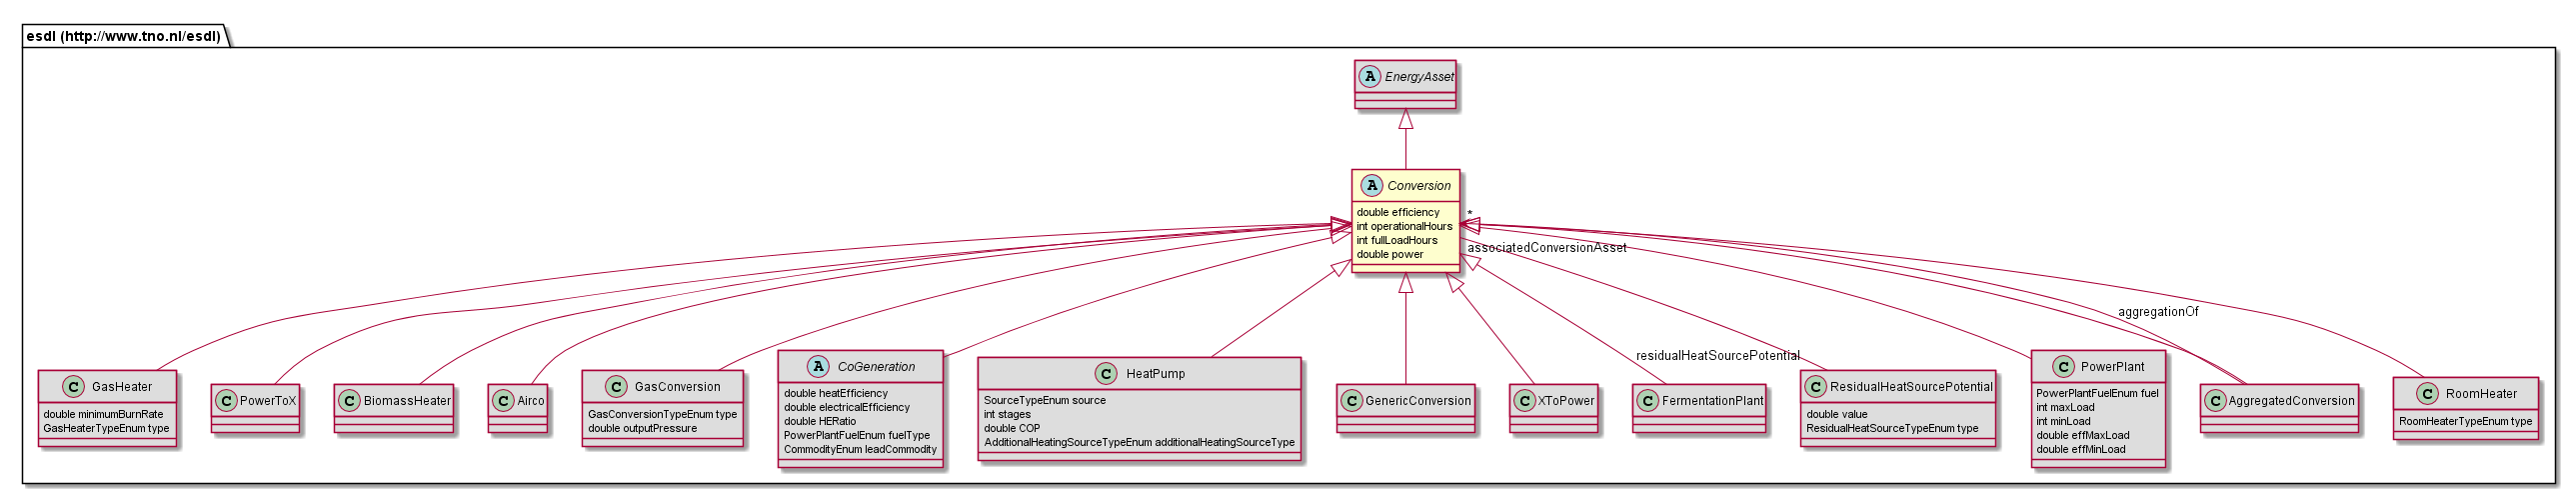 esdl (http://www.tno.nl/esdl)
A EnergyAsset
A Conversion
double efficiency
int operationalHours
int fullLoadHours
double power
*
associatedConversionAsset
aggregationOf
residualHeatSourcePotential
C GasHeater
double minimumBurnRate
GasHeaterTypeEnum type
C PowerToX
C BiomassHeater
C Airco
C GasConversion
GasConversionTypeEnum type
double outputPressure
A CoGeneration
double heatEfficiency
double electricalEfficiency
double HERatio
PowerPlantFuelEnum fuelType
CommodityEnum leadCommodity
C HeatPump
SourceTypeEnum source
int stages
double COP
AdditionalHeatingSourceTypeEnum additionalHeatingSourceType
C GenericConversion
C XToPower
C FermentationPlant
C ResidualHeatSourcePotential
double value
ResidualHeatSourceTypeEnum type
C PowerPlant
PowerPlantFuelEnum fuel
int maxLoad
int minLoad
double effMaxLoad
double effMinLoad
C AggregatedConversion
C RoomHeater
RoomHeaterTypeEnum type